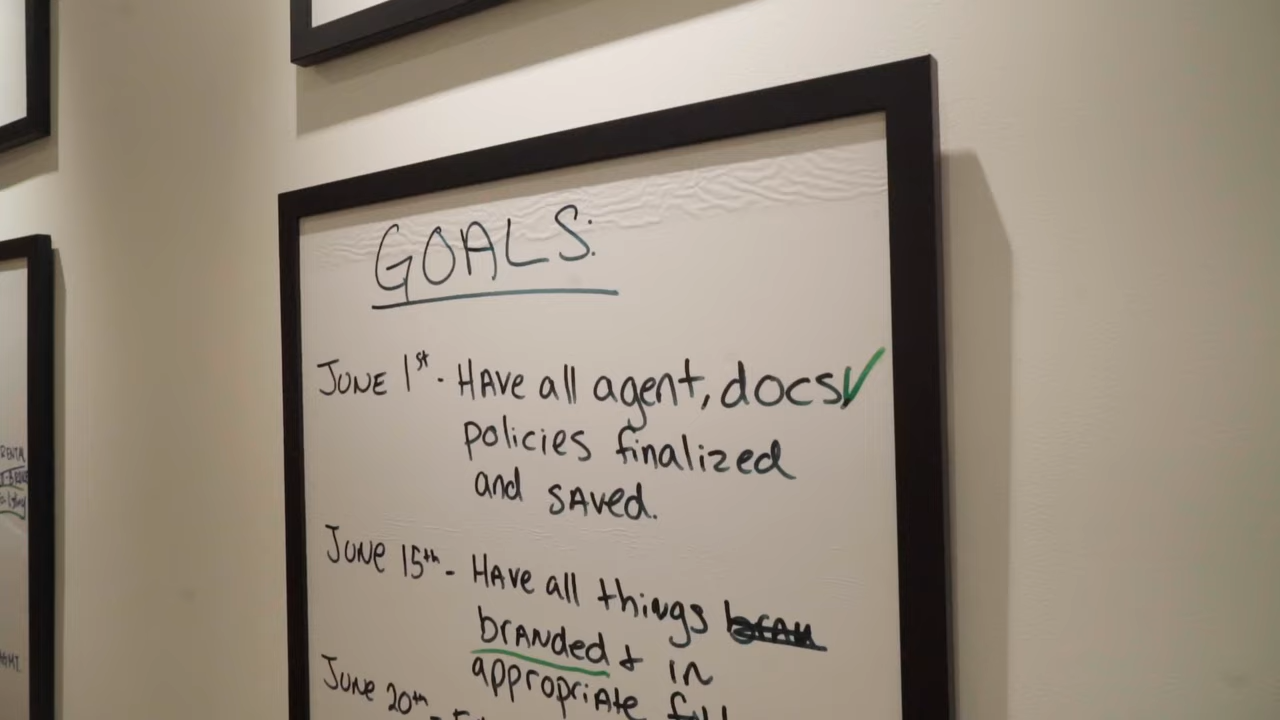 GOALS:
JUNE 1st - HAVE all agent, docs✓
policies finalized
and SAVed.
JUNE 15th - HAVE all things
brANded & IN
appropriAte
JUNE 20th -